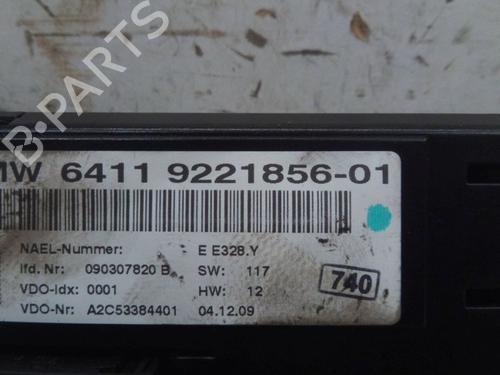 B-PARTS
MW 6411 9221856-01
NAEL-Nummer: E E328.Y
lfd. Nr: 090307820 B SW: 117
VDO-Idx: 0001 HW: 12
740
VDO-Nr: A2C53384401 04.12.09